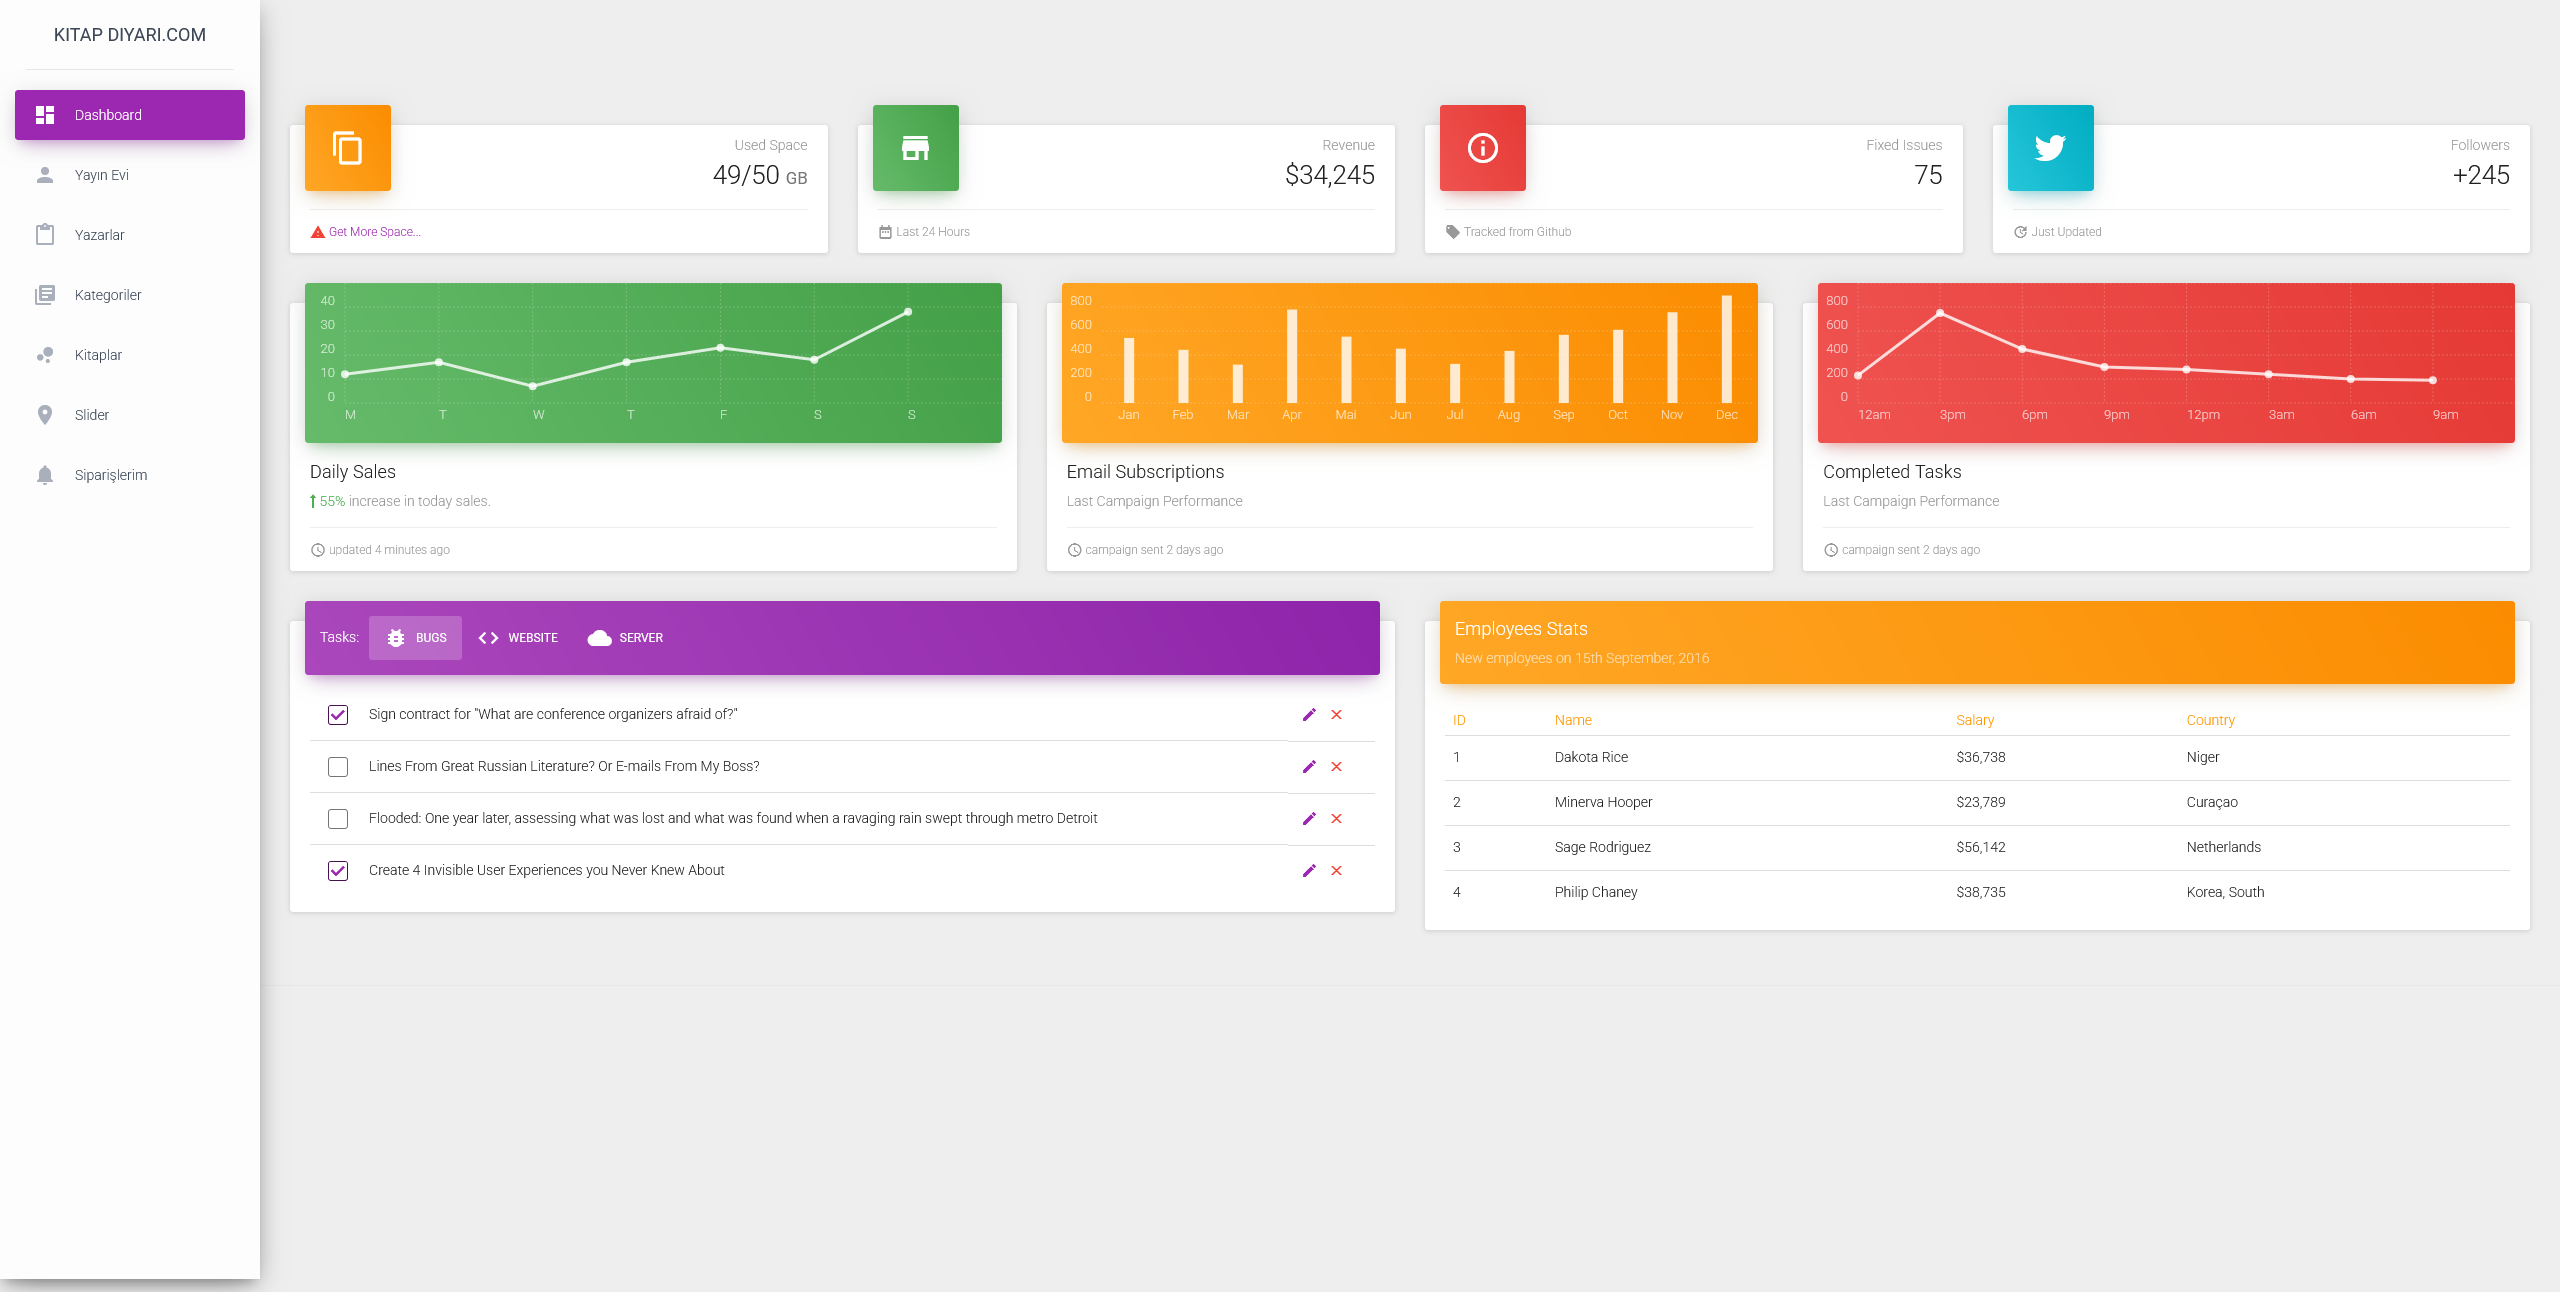 KITAP DIYARI.COM
Dashboard
Yayın Evi
Yazarlar
Kategoriler
Kitaplar
Slider
Siparişlerim
Used Space
49/50 GB
Get More Space...
Revenue
$34,245
Last 24 Hours
Fixed Issues
75
Tracked from Github
Followers
+245
Just Updated
40
30
20
10
0
M T W T F S S
Daily Sales
55% increase in today sales.
updated 4 minutes ago
800
600
400
200
0
Jan Feb Mar Apr Mai Jun Jul Aug Sep Oct Nov Dec
Email Subscriptions
Last Campaign Performance
campaign sent 2 days ago
800
600
400
200
0
12am 3pm 6pm 9pm 12pm 3am 6am 9am
Completed Tasks
Last Campaign Performance
campaign sent 2 days ago
Tasks: BUGS WEBSITE SERVER
Sign contract for "What are conference organizers afraid of?"
Lines From Great Russian Literature? Or E-mails From My Boss?
Flooded: One year later, assessing what was lost and what was found when a ravaging rain swept through metro Detroit
Create 4 Invisible User Experiences you Never Knew About
Employees Stats
New employees on 15th September, 2016
ID Name Salary Country
1 Dakota Rice $36,738 Niger
2 Minerva Hooper $23,789 Curaçao
3 Sage Rodriguez $56,142 Netherlands
4 Philip Chaney $38,735 Korea, South